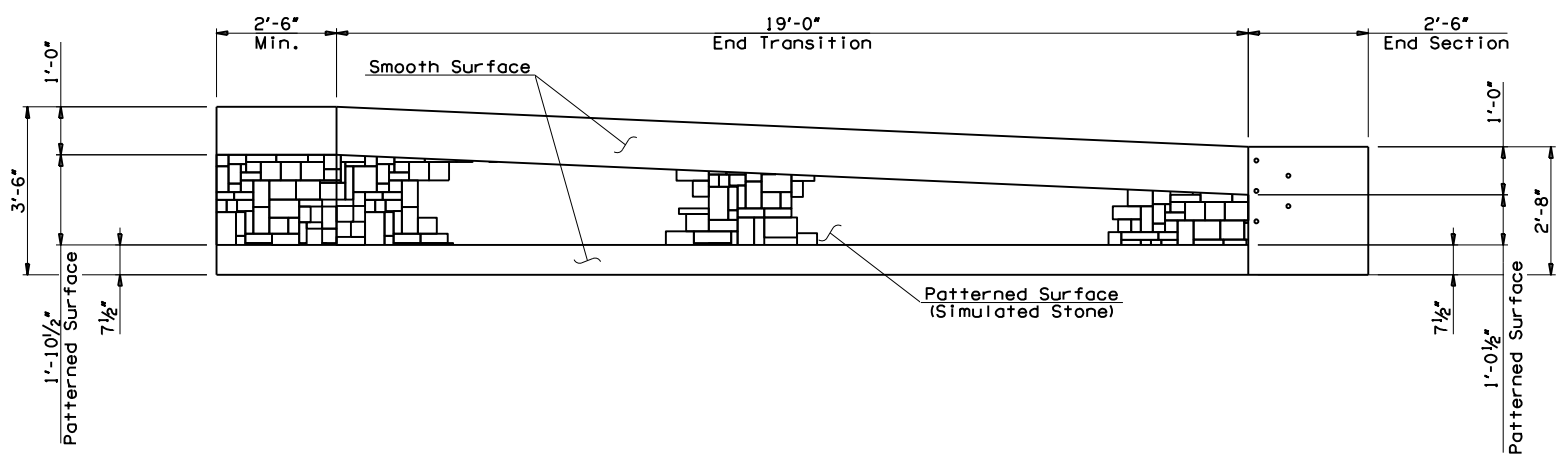 2'-6"
Min.
19'-0"
End Transition
2'-6"
End Section
Smooth Surface
1'-0"
3'-6"
1'-10½"
Patterned Surface
7½"
Patterned Surface
(Simulated Stone)
1'-0"
2'-8"
7½"
1'-0½"
Patterned Surface